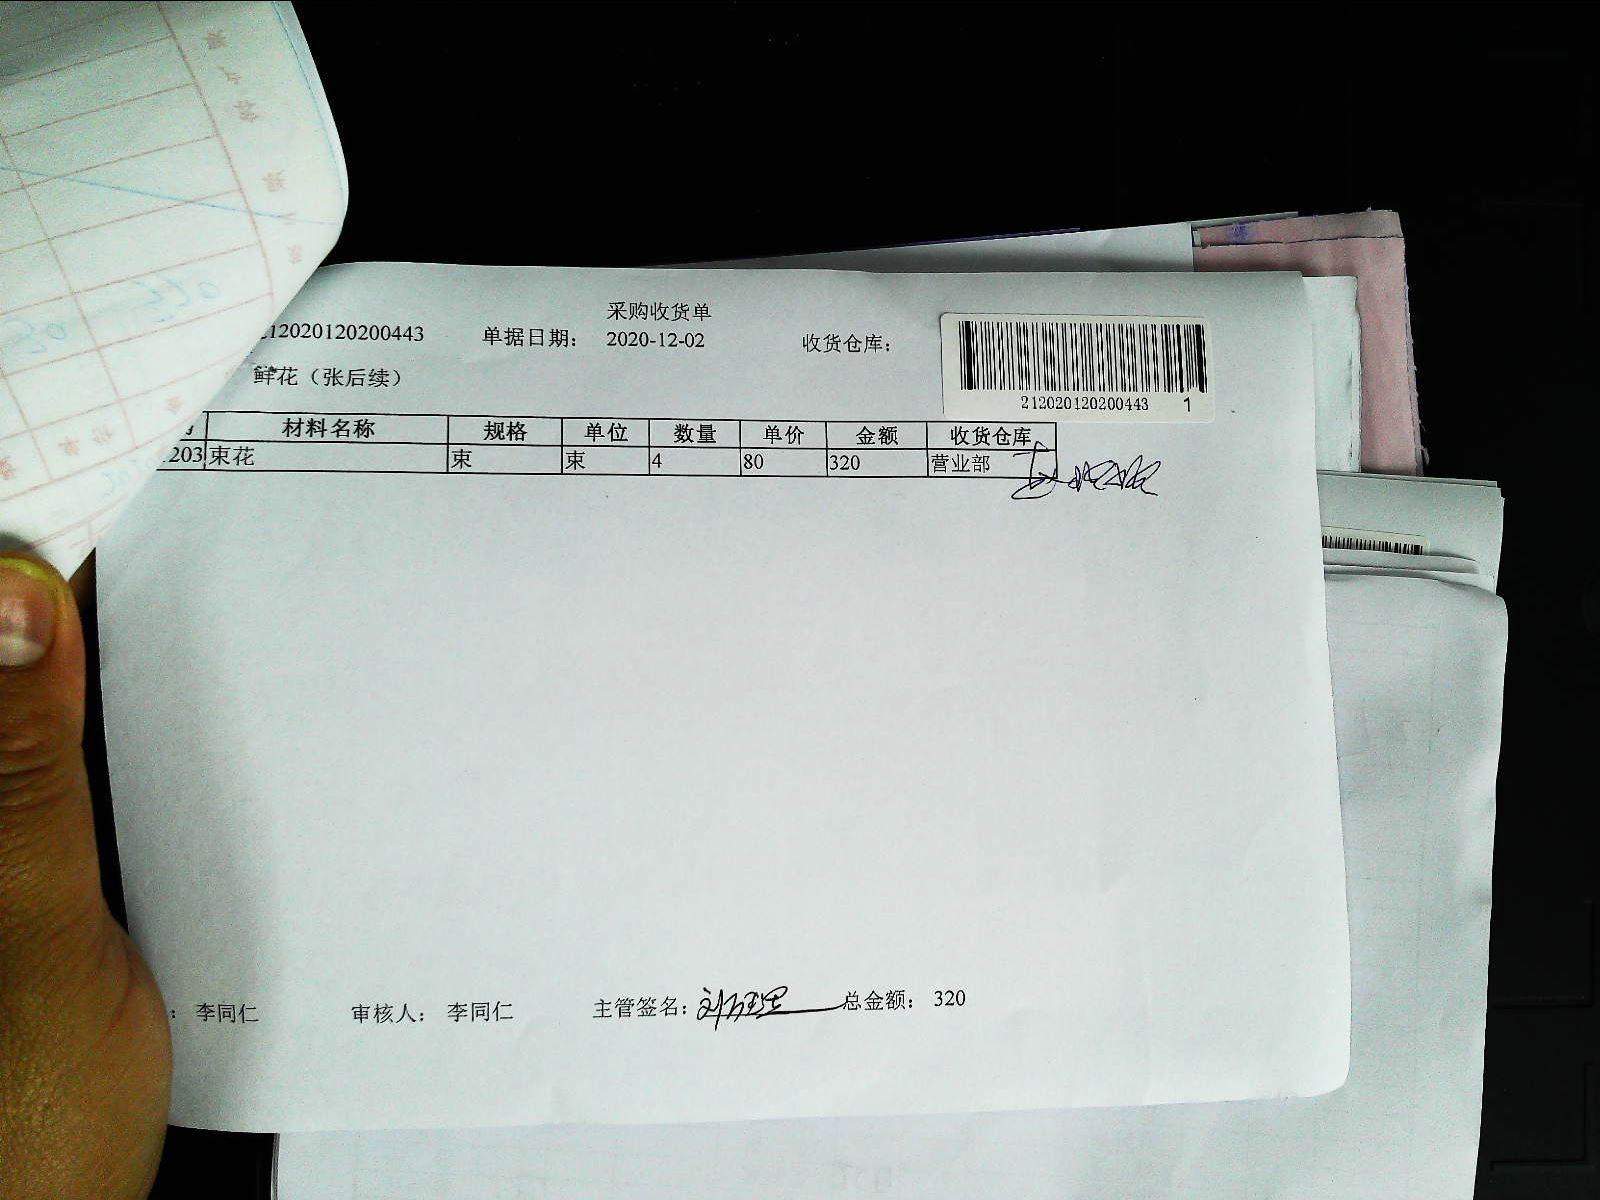 采购收货单
212020120200443 单据日期： 2020-12-02 收货仓库：
212020120200443 1
鲜花（张后续）
材料名称 规格 单位 数量 单价 金额 收货仓库
1203 束花 束 束 4 80 320 营业部
：李同仁 审核人： 李同仁 主管签名： 总金额： 320